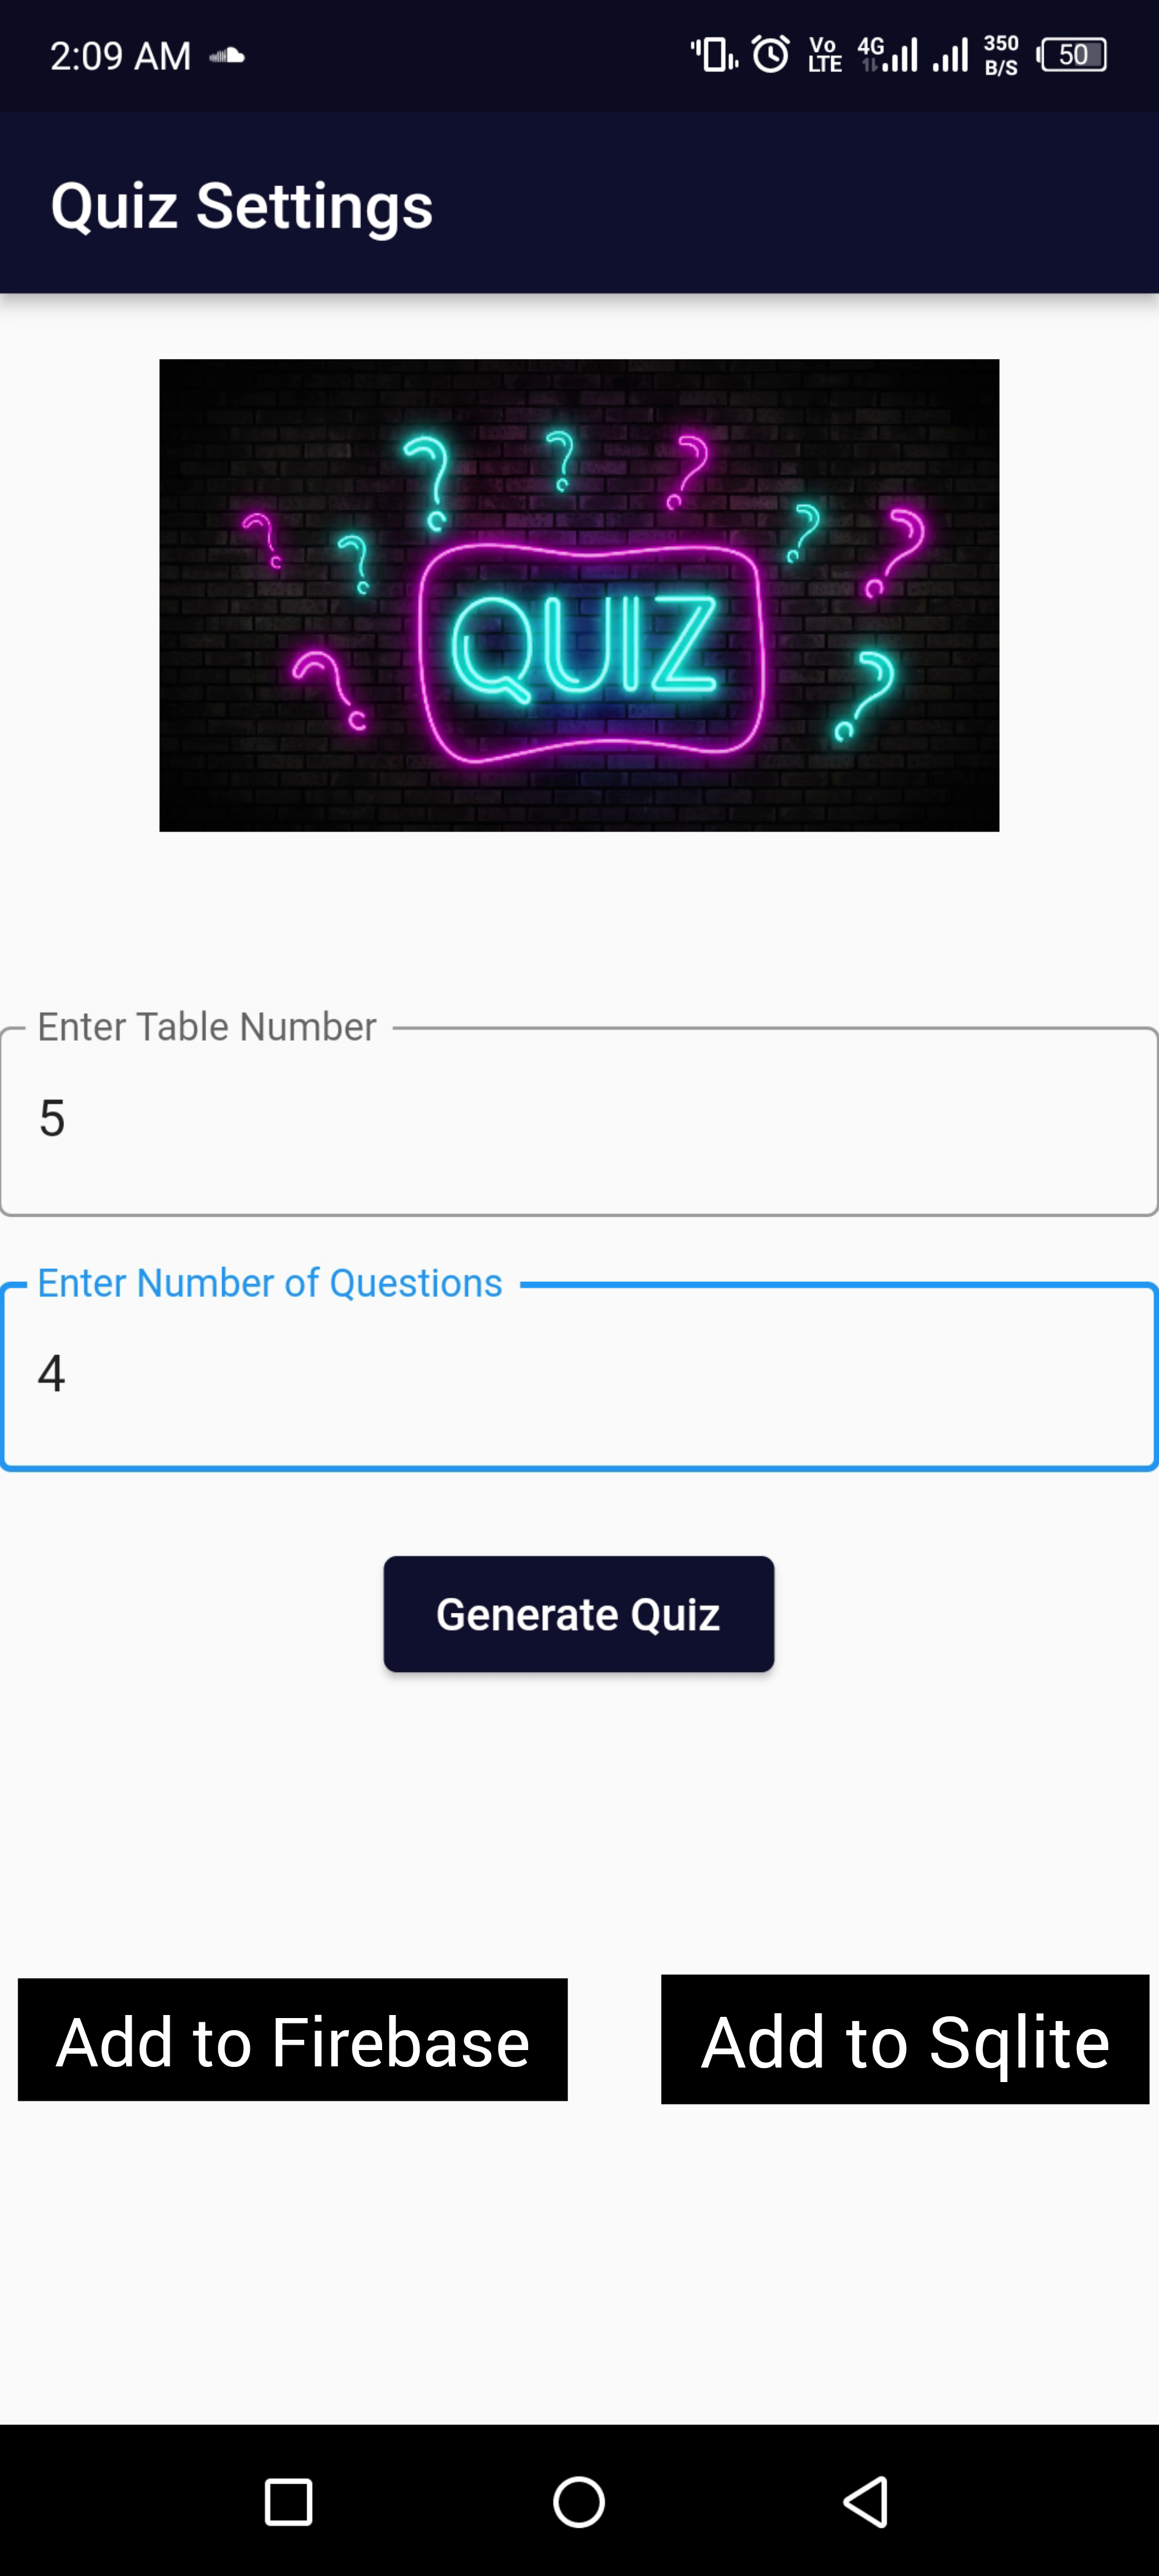 2:09 AM
Vo LTE 4G 350 B/S 50
Quiz Settings
QUIZ
Enter Table Number
5
Enter Number of Questions
4
Generate Quiz
Add to Firebase
Add to Sqlite